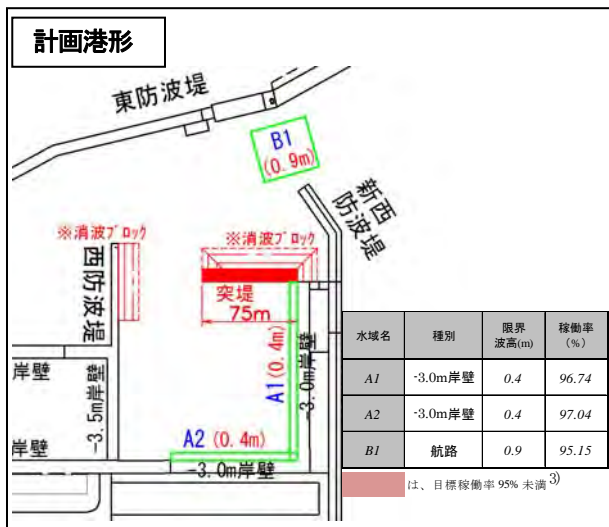 計画港形
東防波堤
B1
(0.9m)
新西
防波堤
※消波ブロック
※消波ブロック
西防波堤
突堤
75m
A1(0.4m)
-3.0m岸壁
岸壁
-3.5m岸壁
岸壁
A2 (0.4m)
-3.0m岸壁
水域名 種別 限界波高(m) 稼働率(%)
A1 -3.0m岸壁 0.4 96.74
A2 -3.0m岸壁 0.4 97.04
B1 航路 0.9 95.15
は、目標稼働率 95% 未満 3)